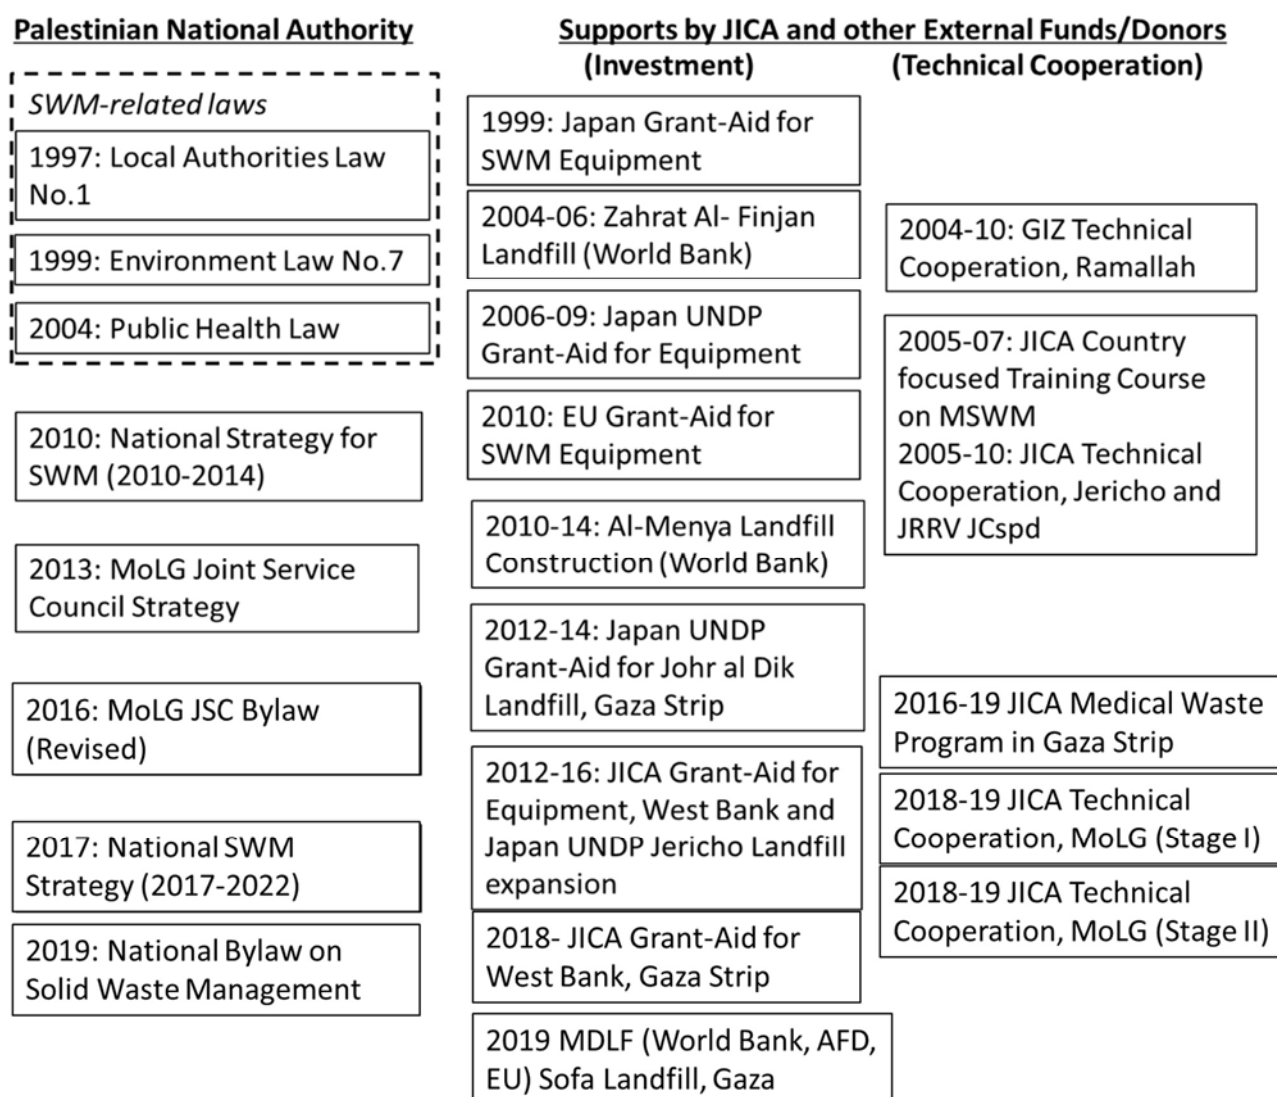 Palestinian National Authority
SWM-related laws
1997: Local Authorities Law
No.1
1999: Environment Law No.7
2004: Public Health Law
2010: National Strategy for
SWM (2010-2014)
2013: MoLG Joint Service
Council Strategy
2016: MoLG JSC Bylaw
(Revised)
2017: National SWM
Strategy (2017-2022)
2019: National Bylaw on
Solid Waste Management
Supports by JICA and other External Funds/Donors
(Investment)
1999: Japan Grant-Aid for
SWM Equipment
2004-06: Zahrat Al- Finjan
Landfill (World Bank)
2006-09: Japan UNDP
Grant-Aid for Equipment
2010: EU Grant-Aid for
SWM Equipment
2010-14: Al-Menya Landfill
Construction (World Bank)
2012-14: Japan UNDP
Grant-Aid for Johr al Dik
Landfill, Gaza Strip
2012-16: JICA Grant-Aid for
Equipment, West Bank and
Japan UNDP Jericho Landfill
expansion
2018- JICA Grant-Aid for
West Bank, Gaza Strip
2019 MDLF (World Bank, AFD,
EU) Sofa Landfill, Gaza
(Technical Cooperation)
2004-10: GIZ Technical
Cooperation, Ramallah
2005-07: JICA Country
focused Training Course
on MSWM
2005-10: JICA Technical
Cooperation, Jericho and
JRRV JCspd
2016-19 JICA Medical Waste
Program in Gaza Strip
2018-19 JICA Technical
Cooperation, MoLG (Stage I)
2018-19 JICA Technical
Cooperation, MoLG (Stage II)